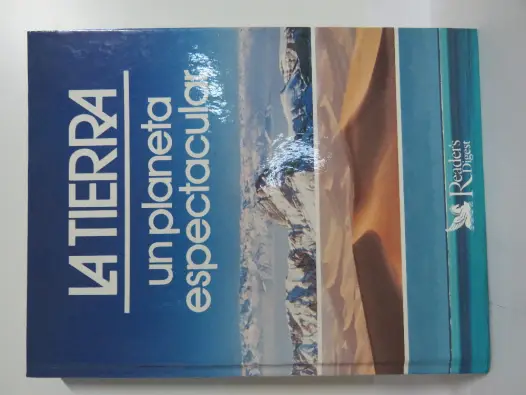 LA TIERRA
un planeta
espectacular
Reader's
Digest